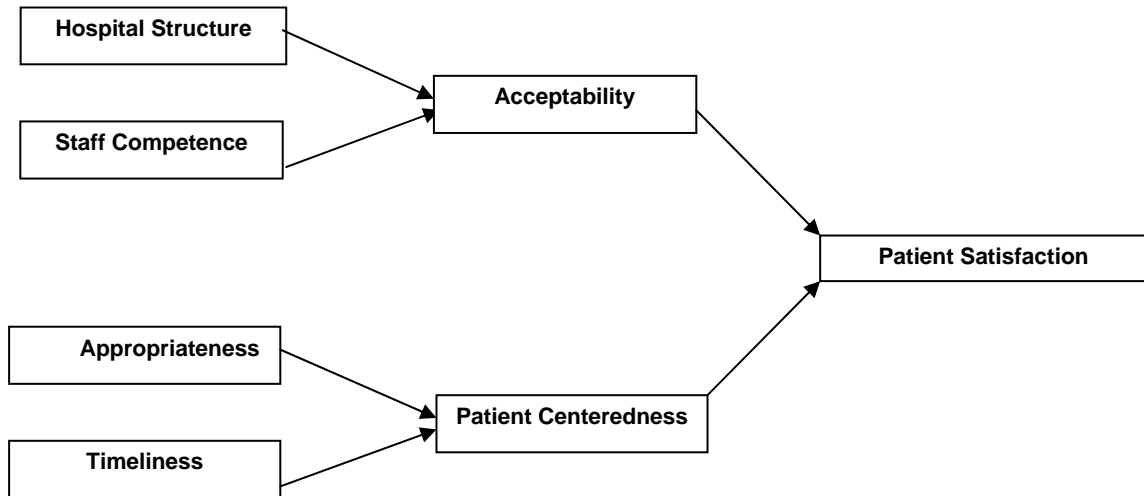 Hospital Structure
Acceptability
Staff Competence
Patient Satisfaction
Appropriateness
Patient Centeredness
Timeliness